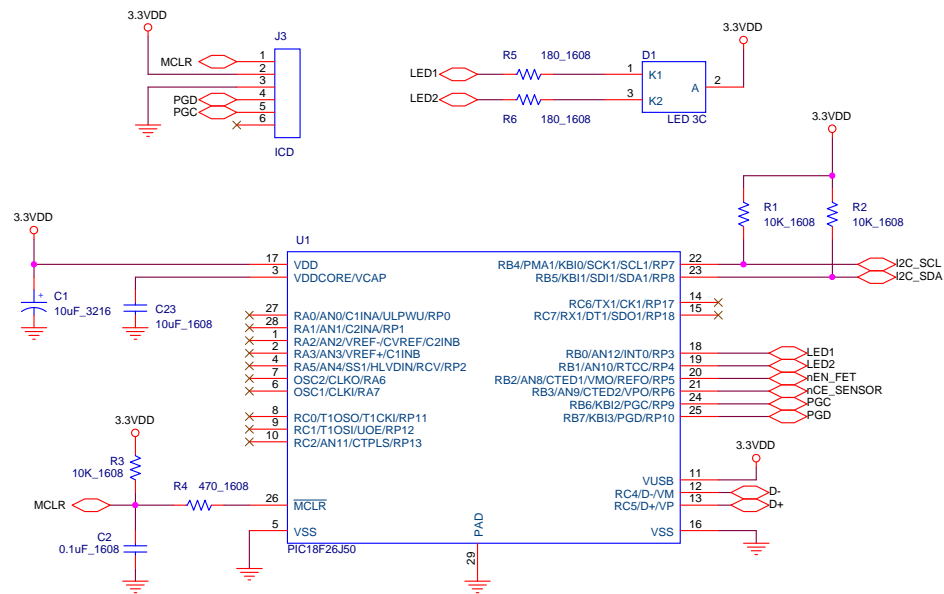 3.3VDD
J3
MCLR
1
2
3
PGD
4
PGC
5
6
ICD
3.3VDD
R5 180_1608
D1
LED1
1 K1
A 2
LED2
3 K2
R6 180_1608
LED 3C
3.3VDD
R1
10K_1608
R2
10K_1608
3.3VDD
C1
10uF_3216
+
C23
10uF_1608
U1
17 VDD
3 VDDCORE/VCAP
27 RA0/AN0/C1INA/ULPWU/RP0
28 RA1/AN1/C2INA/RP1
1 RA2/AN2/VREF-/CVREF/C2INB
2 RA3/AN3/VREF+/C1INB
4 RA5/AN4/SS1/HLVDIN/RCV/RP2
7 OSC2/CLKO/RA6
6 OSC1/CLKI/RA7
8 RC0/T1OSO/T1CKI/RP11
9 RC1/T1OSI/UOE/RP12
10 RC2/AN11/CTPLS/RP13
26 MCLR
5 VSS
PIC18F26J50
PAD
29
RB4/PMA1/KBI0/SCK1/SCL1/RP7 22 I2C_SCL
RB5/KBI1/SDI1/SDA1/RP8 23 I2C_SDA
RC6/TX1/CK1/RP17 14
RC7/RX1/DT1/SDO1/RP18 15
RB0/AN12/INT0/RP3 18 LED1
RB1/AN10/RTCC/RP4 19 LED2
RB2/AN8/CTED1/VMO/REFO/RP5 20 nEN_FET
RB3/AN9/CTED2/VPO/RP6 21 nCE_SENSOR
RB6/KBI2/PGC/RP9 24 PGC
RB7/KBI3/PGD/RP10 25 PGD
3.3VDD
VUSB 11
RC4/D-/VM 12 D-
RC5/D+/VP 13 D+
VSS 16
3.3VDD
R3
10K_1608
MCLR
R4 470_1608
C2
0.1uF_1608